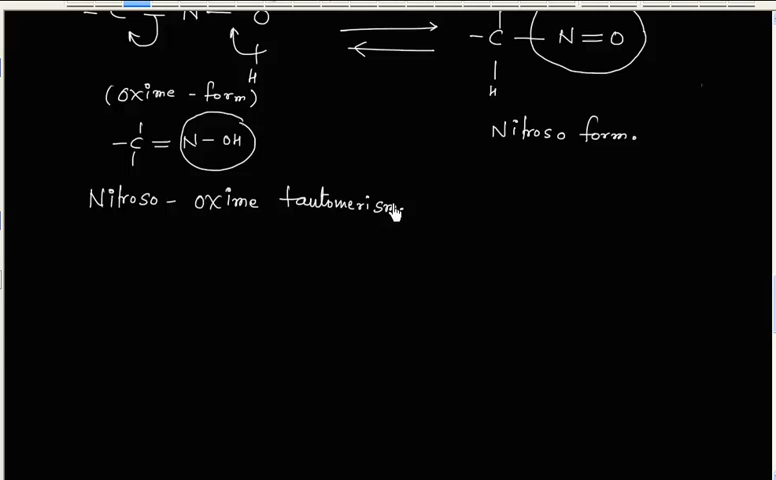 - C - N - O
H
- C - N = O
H
(oxime - form)
- C = N - OH
Nitroso form.
Nitroso - oxime tautomerism.